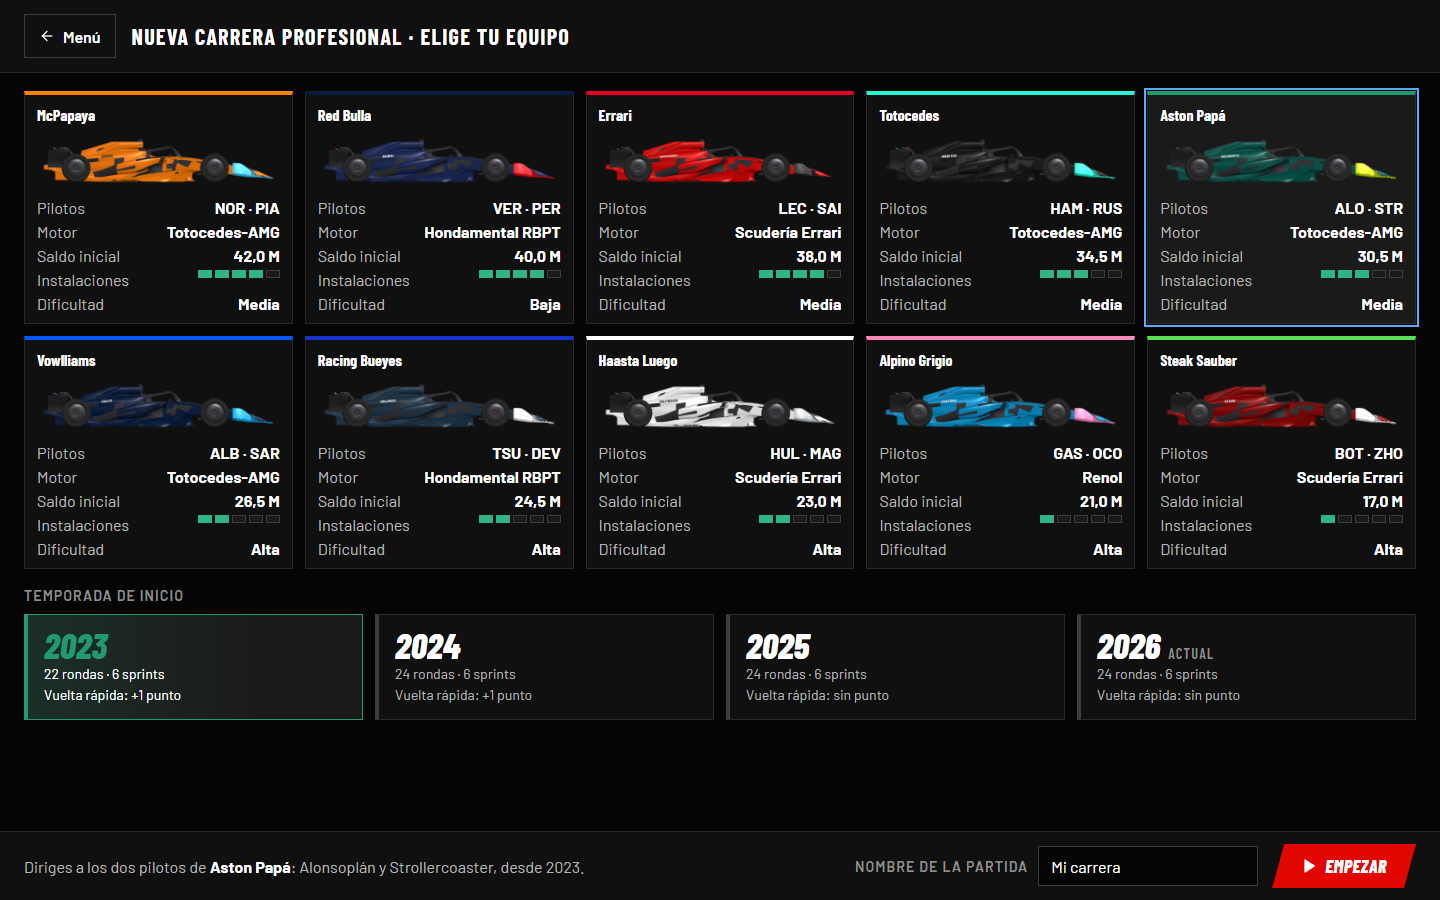 Menú
NUEVA CARRERA PROFESIONAL · ELIGE TU EQUIPO
McPapaya
Pilotos NOR · PIA
Motor Totocedes-AMG
Saldo inicial 42,0 M
Instalaciones
Dificultad Media
Red Bulla
Pilotos VER · PER
Motor Hondamental RBPT
Saldo inicial 40,0 M
Instalaciones
Dificultad Baja
Errari
Pilotos LEC · SAI
Motor Scudería Errari
Saldo inicial 38,0 M
Instalaciones
Dificultad Media
Totocedes
Pilotos HAM · RUS
Motor Totocedes-AMG
Saldo inicial 34,5 M
Instalaciones
Dificultad Media
Aston Papá
Pilotos ALO · STR
Motor Totocedes-AMG
Saldo inicial 30,5 M
Instalaciones
Dificultad Media
Vowlliams
Pilotos ALB · SAR
Motor Totocedes-AMG
Saldo inicial 26,5 M
Instalaciones
Dificultad Alta
Racing Bueyes
Pilotos TSU · DEV
Motor Hondamental RBPT
Saldo inicial 24,5 M
Instalaciones
Dificultad Alta
Haasta Luego
Pilotos HUL · MAG
Motor Scudería Errari
Saldo inicial 23,0 M
Instalaciones
Dificultad Alta
Alpino Grigio
Pilotos GAS · OCO
Motor Renol
Saldo inicial 21,0 M
Instalaciones
Dificultad Alta
Steak Sauber
Pilotos BOT · ZHO
Motor Scudería Errari
Saldo inicial 17,0 M
Instalaciones
Dificultad Alta
TEMPORADA DE INICIO
2023
22 rondas · 6 sprints
Vuelta rápida: +1 punto
2024
24 rondas · 6 sprints
Vuelta rápida: +1 punto
2025
24 rondas · 6 sprints
Vuelta rápida: sin punto
2026 ACTUAL
24 rondas · 6 sprints
Vuelta rápida: sin punto
Diriges a los dos pilotos de Aston Papá: Alonsoplán y Strollercoaster, desde 2023.
NOMBRE DE LA PARTIDA
Mi carrera
EMPEZAR